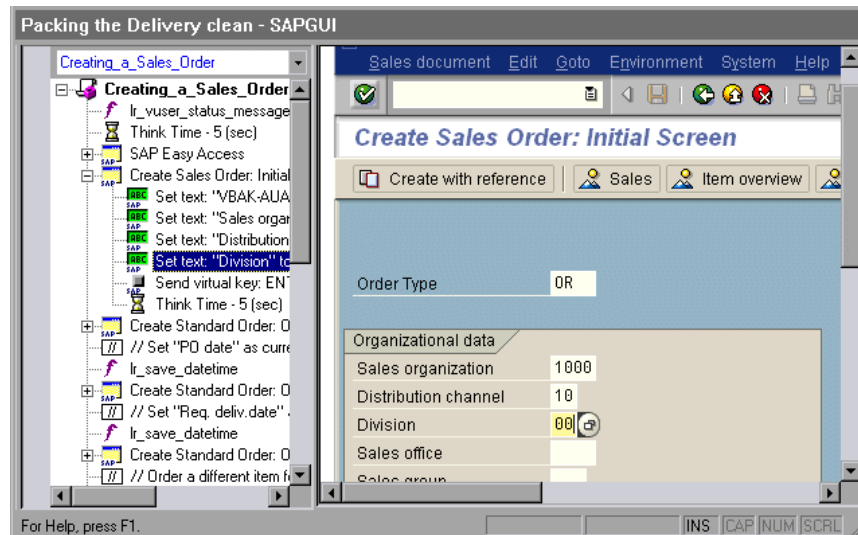 Packing the Delivery clean - SAPGUI
Creating_a_Sales_Order
Creating_a_Sales_Order
lr_vuser_status_message
Think Time - 5 (sec)
SAP Easy Access
Create Sales Order: Initial
Set text: "VBAK-AUA
Set text: "Sales organ
Set text: "Distribution
Set text: "Division" to
Send virtual key: ENT
Think Time - 5 (sec)
Create Standard Order: O
// Set "PO date" as curre
lr_save_datetime
Create Standard Order: O
// Set "Req. deliv.date"
lr_save_datetime
Create Standard Order: O
// Order a different item f
Sales document Edit Goto Environment System Help
Create Sales Order: Initial Screen
Create with reference Sales Item overview
Order Type OR
Organizational data
Sales organization 1000
Distribution channel 10
Division 00
Sales office
Sales group
For Help, press F1.
INS CAP NUM SCRL